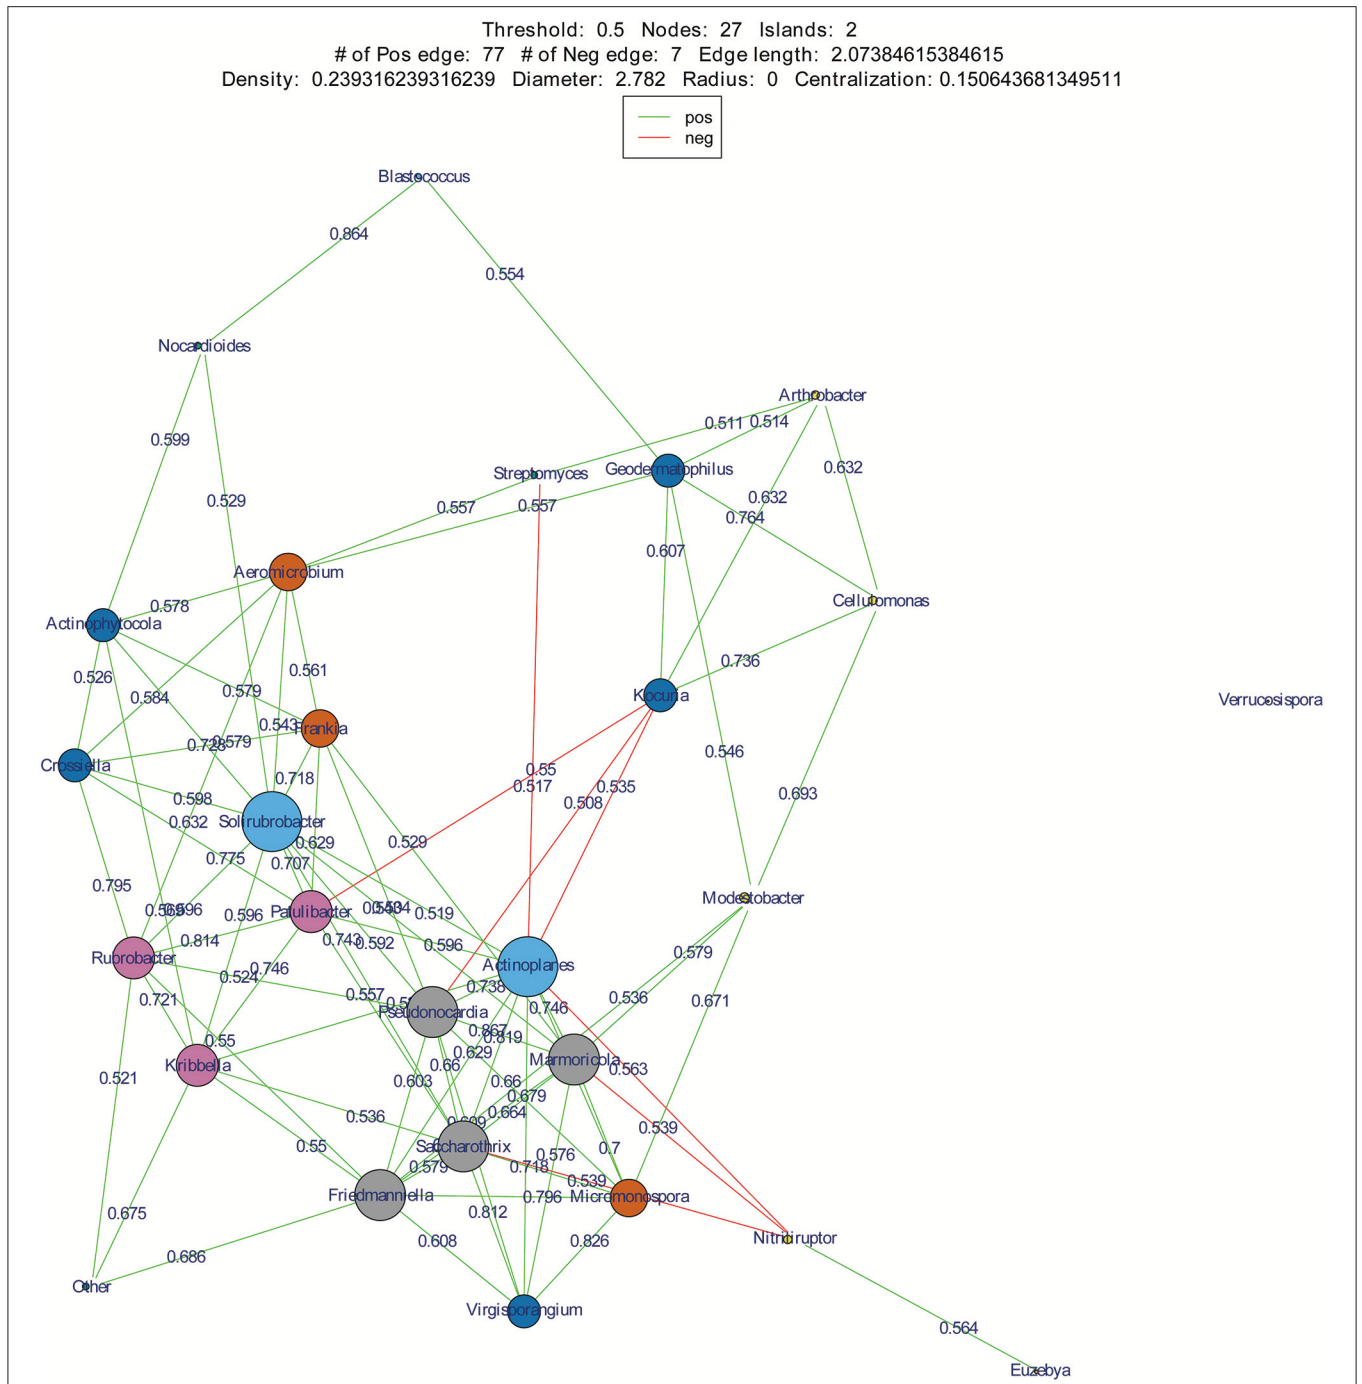 Threshold: 0.5 Nodes: 27 Islands: 2
# of Pos edge: 77 # of Neg edge: 7 Edge length: 2.07384615384615
Density: 0.239316239316239 Diameter: 2.782 Radius: 0 Centralization: 0.150643681349511
pos
neg
Blastococcus
0.864
0.554
Nocardioides
Arthrobacter
0.511 0.514
0.599
Streptomyces
Geodermatophilus
0.632
0.529
0.557
0.557
0.632
0.764
0.607
Aeromicrobium
Cellulomonas
0.578
Actinophytocola
0.561
0.736
0.526
0.584
0.579
Kocuria
Verrucosispora
0.543
Frankia
0.728
0.579
0.546
Crossiella
0.55
0.718
0.517
0.535
0.508
0.693
0.598
Solirubrobacter
0.632
0.629
0.529
0.775
0.707
0.795
Modestobacter
0.596
0.596
Patulibacter
0.519
0.814
0.743
0.592
0.596
0.579
Rubrobacter
Actinoplanes
0.746
0.524
0.738
0.721
0.557
0.536
0.671
0.746
Pseudonocardia
0.867
0.819
0.55
0.629
Kribbella
0.66
Marmoricola
0.563
0.521
0.603
0.66
0.679
0.664
0.536
0.539
0.55
Saccharothrix
0.576
0.7
0.579
0.718
0.539
Friedmanniella
0.796
Micromonospora
0.675
0.812
0.608
0.826
Nitriliruptor
0.686
Other
Virgisporangium
0.564
Euzebya